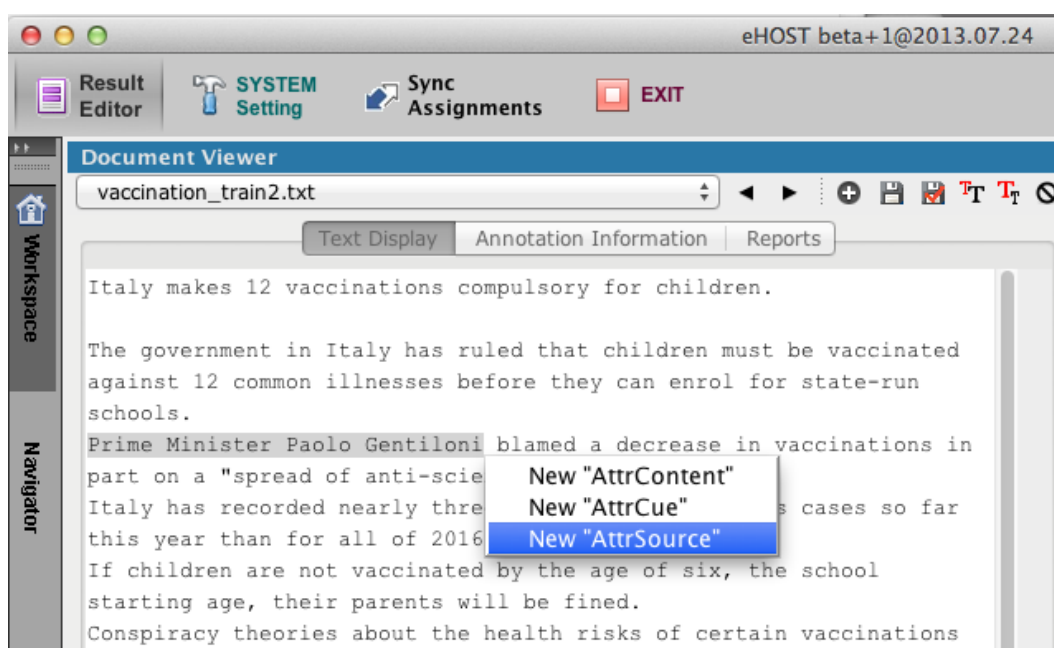 eHOST beta+1@2013.07.24
Result Editor
SYSTEM Setting
Sync Assignments
EXIT
Document Viewer
vaccination_train2.txt
Workspace
Navigator
Text Display
Annotation Information
Reports
Italy makes 12 vaccinations compulsory for children.
The government in Italy has ruled that children must be vaccinated
against 12 common illnesses before they can enrol for state-run
schools.
Prime Minister Paolo Gentiloni blamed a decrease in vaccinations in
part on a "spread of anti-scie
New "AttrContent"
New "AttrCue"
New "AttrSource"
Italy has recorded nearly thre s cases so far
this year than for all of 2016
If children are not vaccinated by the age of six, the school
starting age, their parents will be fined.
Conspiracy theories about the health risks of certain vaccinations